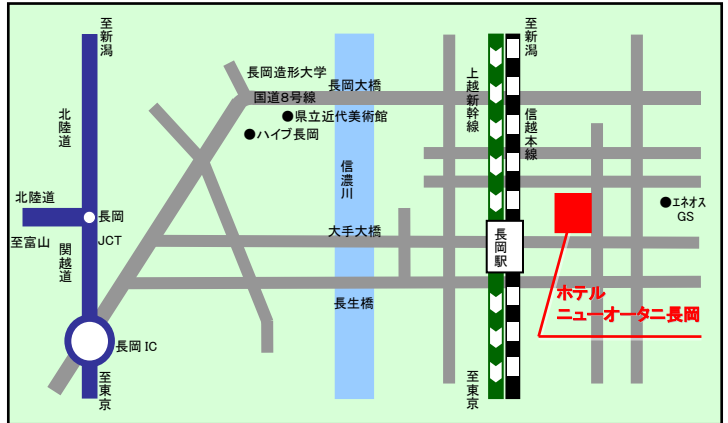 至新潟
至新潟
長岡造形大学
上越新幹線
長岡大橋
国道8号線
北陸道
●県立近代美術館
信越本線
●ハイブ長岡
信濃川
北陸道
●エネオス
GS
長岡
JCT
大手大橋
長岡駅
至富山
関越道
ホテル
ニューオータニ長岡
長生橋
長岡IC
至東京
至東京